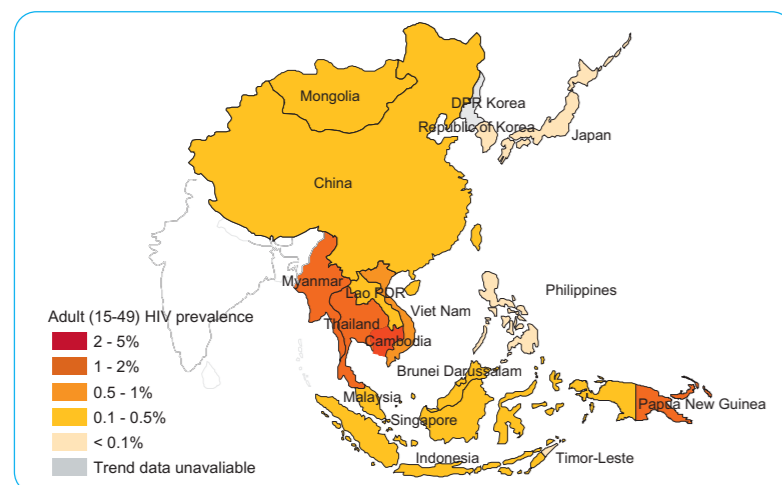 Mongolia
DPR Korea
Republic of Korea
Japan
China
Myanmar
Lao PDR
Philippines
Viet Nam
Thailand
Cambodia
Brunei Darussalam
Malaysia
Papua New Guinea
Singapore
Indonesia
Timor-Leste
Adult (15-49) HIV prevalence
2 - 5%
1 - 2%
0.5 - 1%
0.1 - 0.5%
< 0.1%
Trend data unavaliable